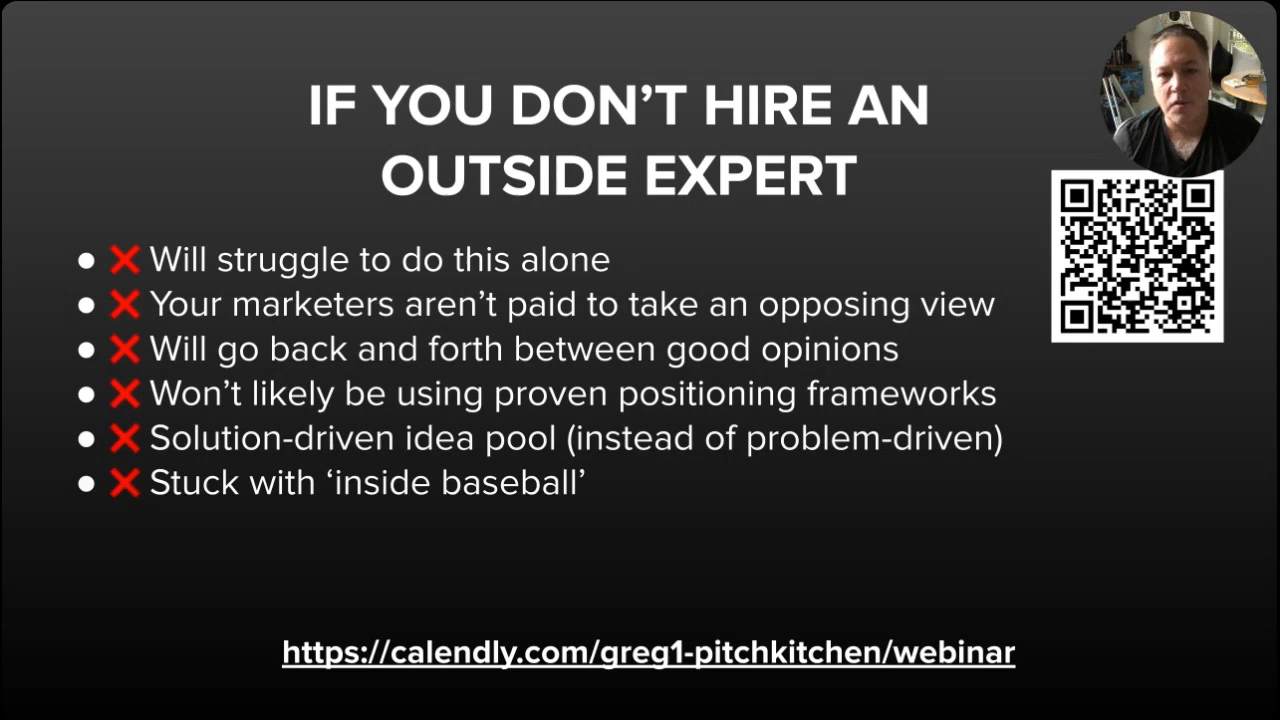 IF YOU DON’T HIRE AN
OUTSIDE EXPERT
● ❌ Will struggle to do this alone
● ❌ Your marketers aren’t paid to take an opposing view
● ❌ Will go back and forth between good opinions
● ❌ Won’t likely be using proven positioning frameworks
● ❌ Solution-driven idea pool (instead of problem-driven)
● ❌ Stuck with ‘inside baseball’
https://calendly.com/greg1-pitchkitchen/webinar